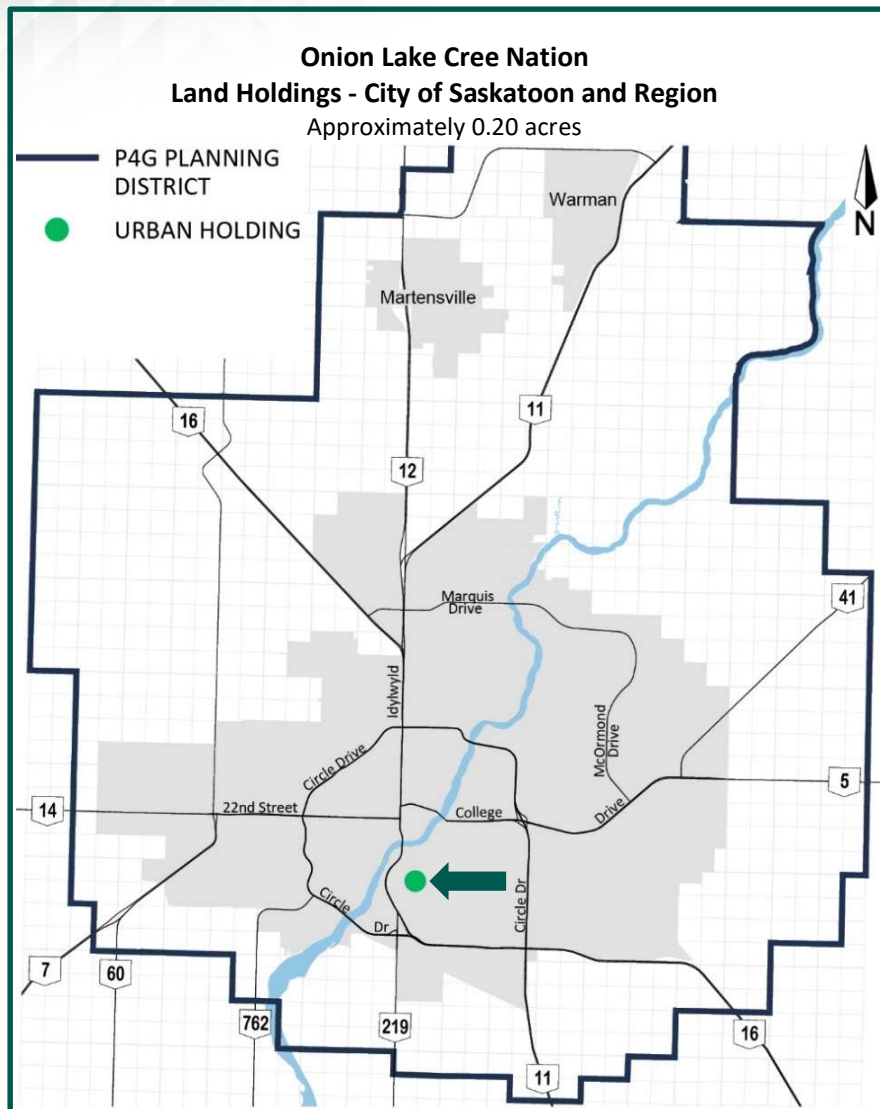 Onion Lake Cree Nation
Land Holdings - City of Saskatoon and Region
Approximately 0.20 acres
P4G PLANNING
DISTRICT
URBAN HOLDING
Warman
N
Martensville
16
11
12
Marquis
Drive
41
Idylwyld
McOrmond
Drive
Circle Drive
5
14
22nd Street
College
Drive
Circle
Dr
Circle Dr
7
60
762
219
16
11